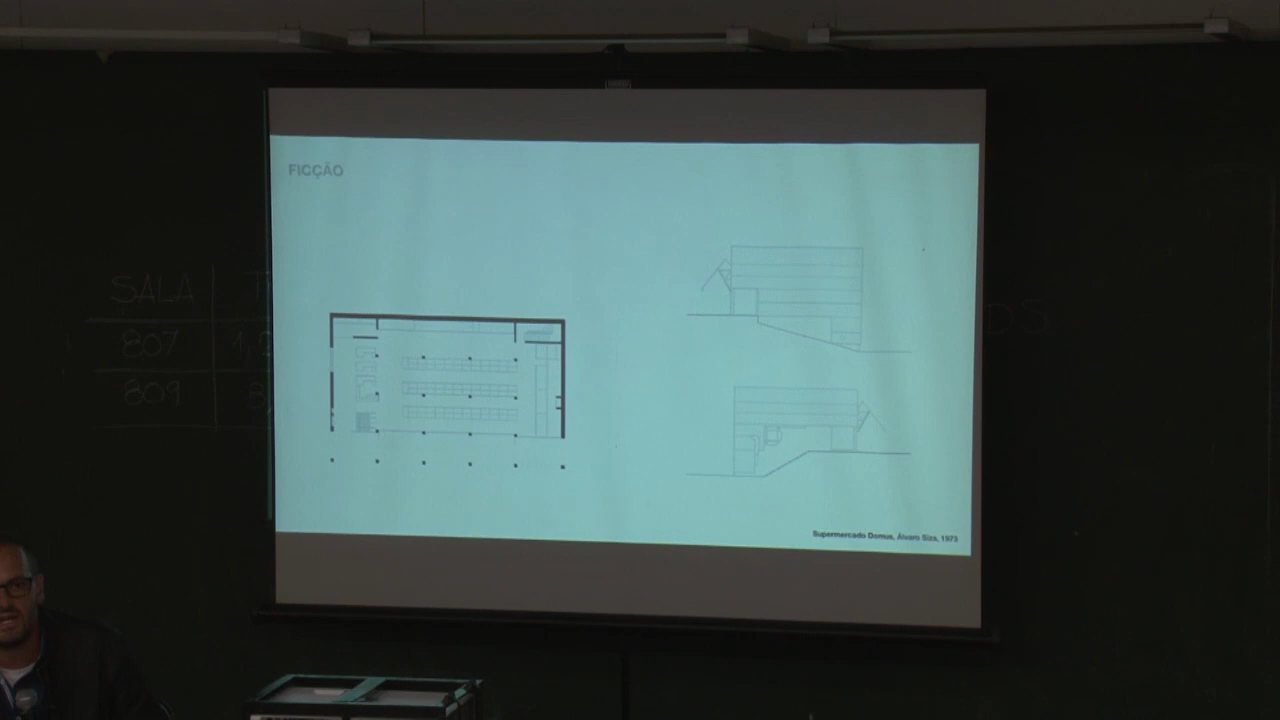 FICÇÃO
SALA
807
809
Supermercado Domus, Álvaro Siza, 1973